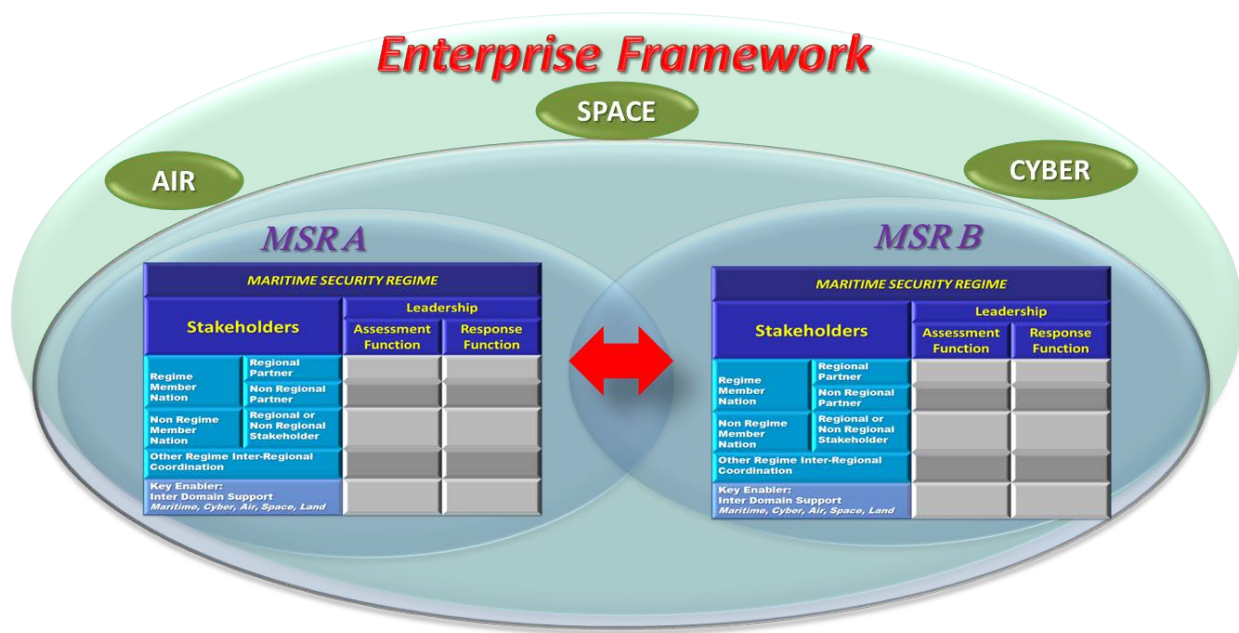 Enterprise Framework
SPACE
AIR
CYBER
MSR A
MARITIME SECURITY REGIME
Stakeholders
Leadership
Assessment
Function
Response
Function
Regime
Member
Nation
Regional
Partner
Non Regional
Partner
Non Regime
Member
Nation
Regional or
Non Regional
Stakeholder
Other Regime Inter-Regional
Coordination
Key Enabler:
Inter Domain Support
Maritime, Cyber, Air, Space, Land
MSR B
MARITIME SECURITY REGIME
Stakeholders
Leadership
Assessment
Function
Response
Function
Regime
Member
Nation
Regional
Partner
Non Regional
Partner
Non Regime
Member
Nation
Regional or
Non Regional
Stakeholder
Other Regime Inter-Regional
Coordination
Key Enabler:
Inter Domain Support
Maritime, Cyber, Air, Space, Land